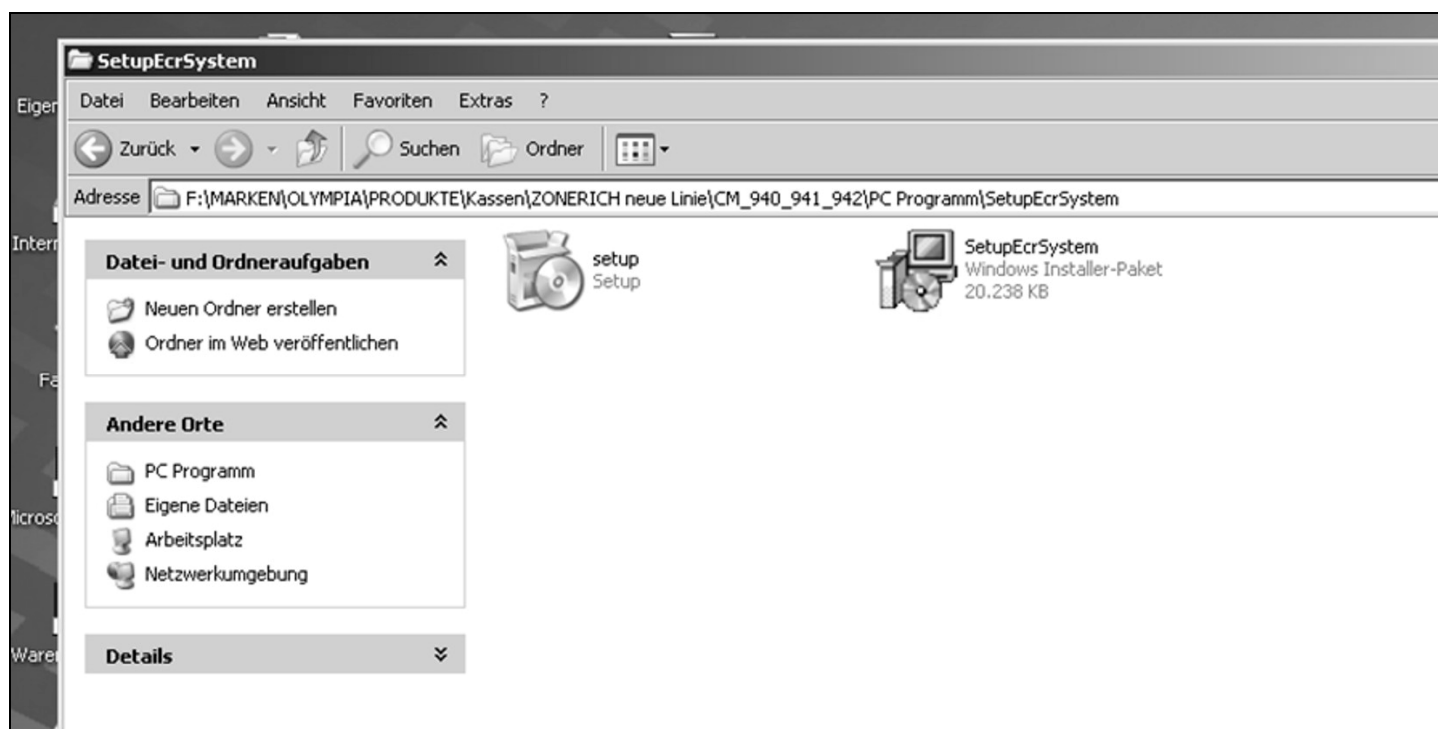 SetupEcrSystem
Datei Bearbeiten Ansicht Favoriten Extras ?
Zurück Suchen Ordner
Adresse F:\MARKEN\OLYMPIA\PRODUKTE\Kassen\ZONERICH neue Linie\CM_940_941_942\PC Programm\SetupEcrSystem
Datei- und Ordneraufgaben
Neuen Ordner erstellen
Ordner im Web veröffentlichen
Andere Orte
PC Programm
Eigene Dateien
Arbeitsplatz
Netzwerkumgebung
Details
setup
Setup
SetupEcrSystem
Windows Installer-Paket
20.238 KB